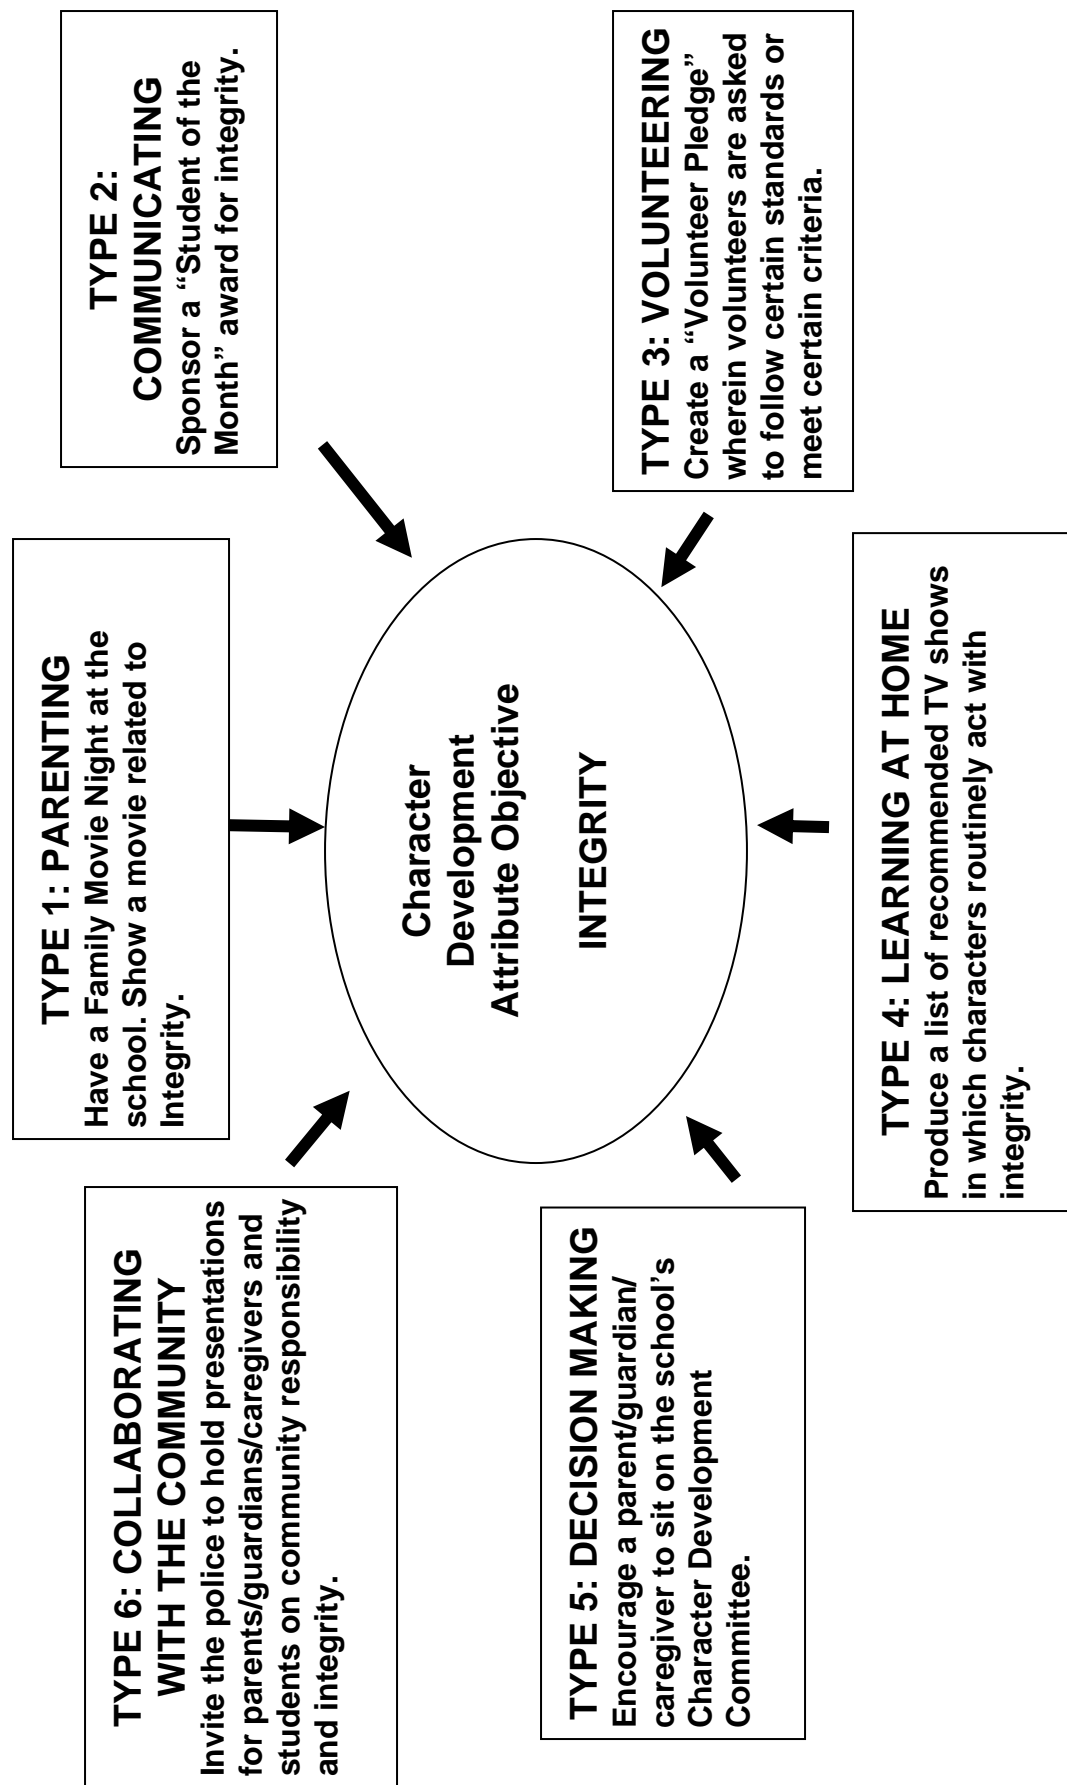 TYPE 1: PARENTING
Have a Family Movie Night at the
school. Show a movie related to
Integrity.
TYPE 2:
COMMUNICATING
Sponsor a “Student of the
Month” award for integrity.
TYPE 3: VOLUNTEERING
Create a “Volunteer Pledge”
wherein volunteers are asked
to follow certain standards or
meet certain criteria.
TYPE 4: LEARNING AT HOME
Produce a list of recommended TV shows
in which characters routinely act with
integrity.
TYPE 5: DECISION MAKING
Encourage a parent/guardian/
caregiver to sit on the school’s
Character Development
Committee.
TYPE 6: COLLABORATING
WITH THE COMMUNITY
Invite the police to hold presentations
for parents/guardians/caregivers and
students on community responsibility
and integrity.
Character
Development
Attribute Objective
INTEGRITY